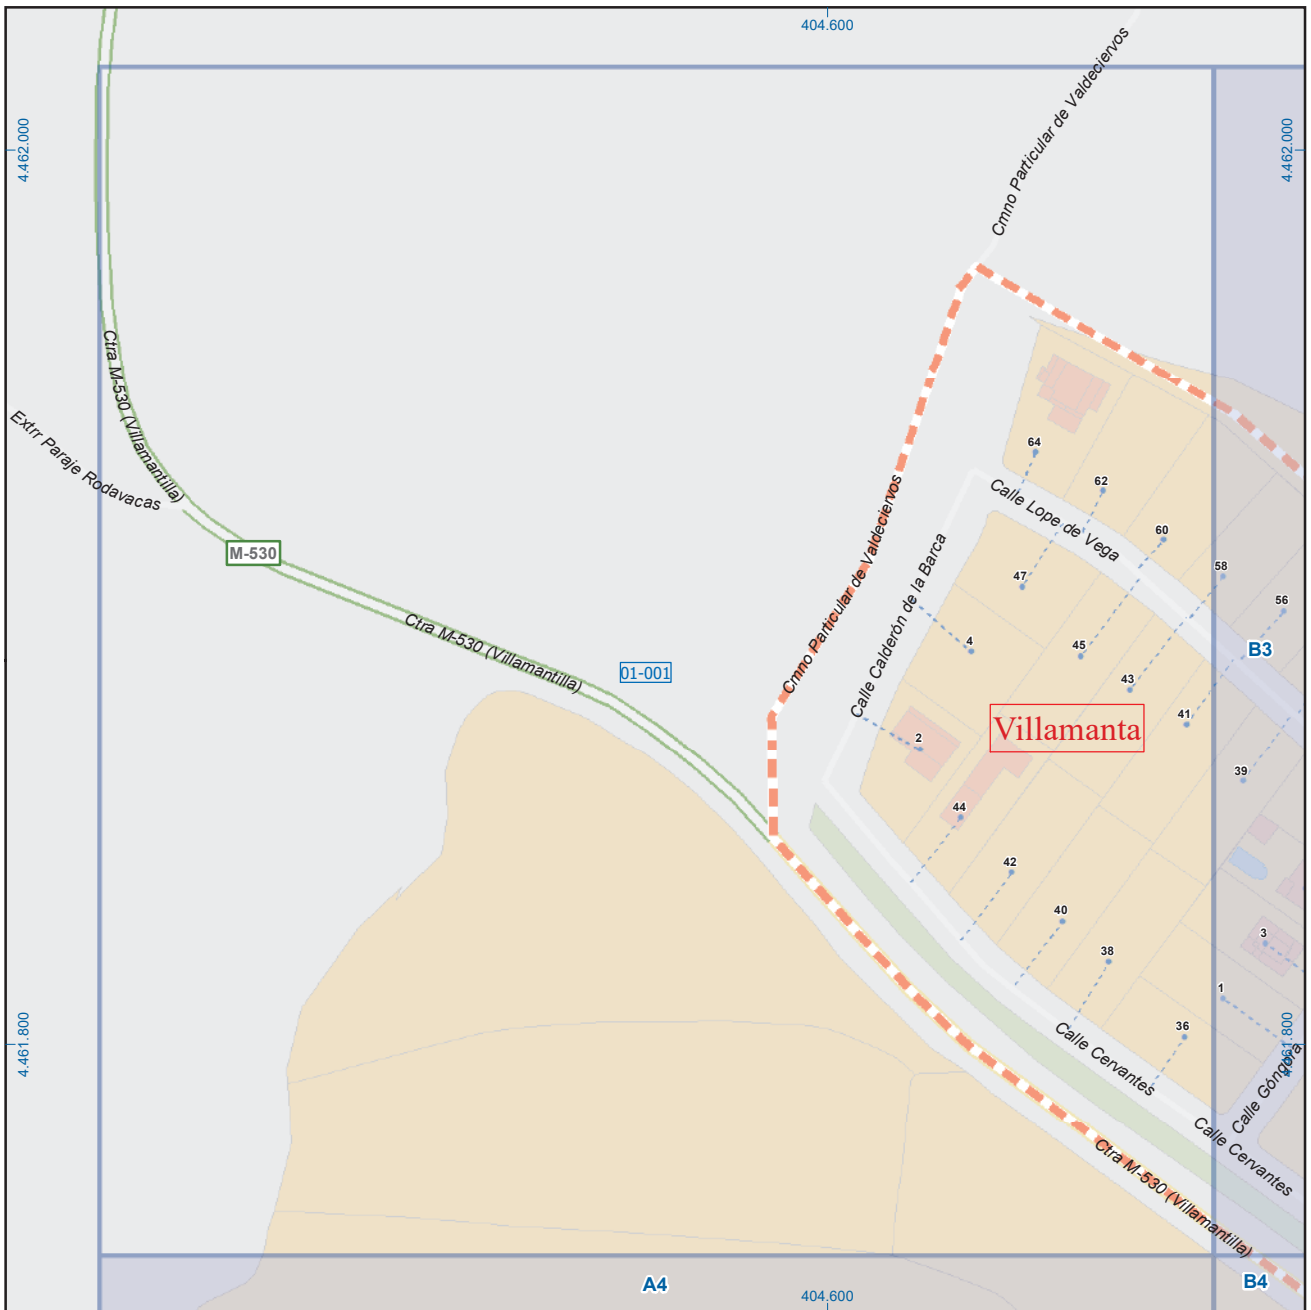 404.600
Cmno Particular de Valdeciervos
4.462.000
4.462.000
Ctra M-530 (Villamantilla)
Extrr Paraje Rodavacas
64
62
Calle Lope de Vega
60
M-530
58
47
56
Cmno Particular de Valdeciervos
Calle Calderón de la Barca
Ctra M-530 (Villamantilla)
4
45
B3
01-001
43
41
Villamanta
2
39
44
42
40
3
38
1
36
4.461.800
4.461.800
Calle Cervantes
Calle Góngora
Calle Cervantes
Ctra M-530 (Villamantilla)
A4
B4
404.600